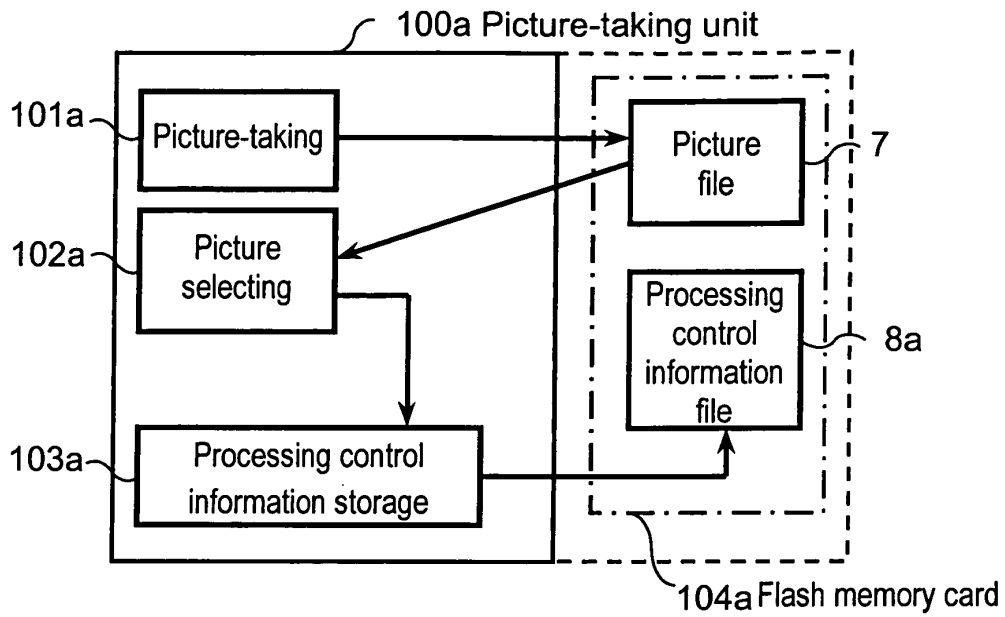 100a Picture-taking unit
101a
Picture-taking
Picture
file
7
102a
Picture
selecting
Processing
control
information
file
8a
103a
Processing control
information storage
104a Flash memory card